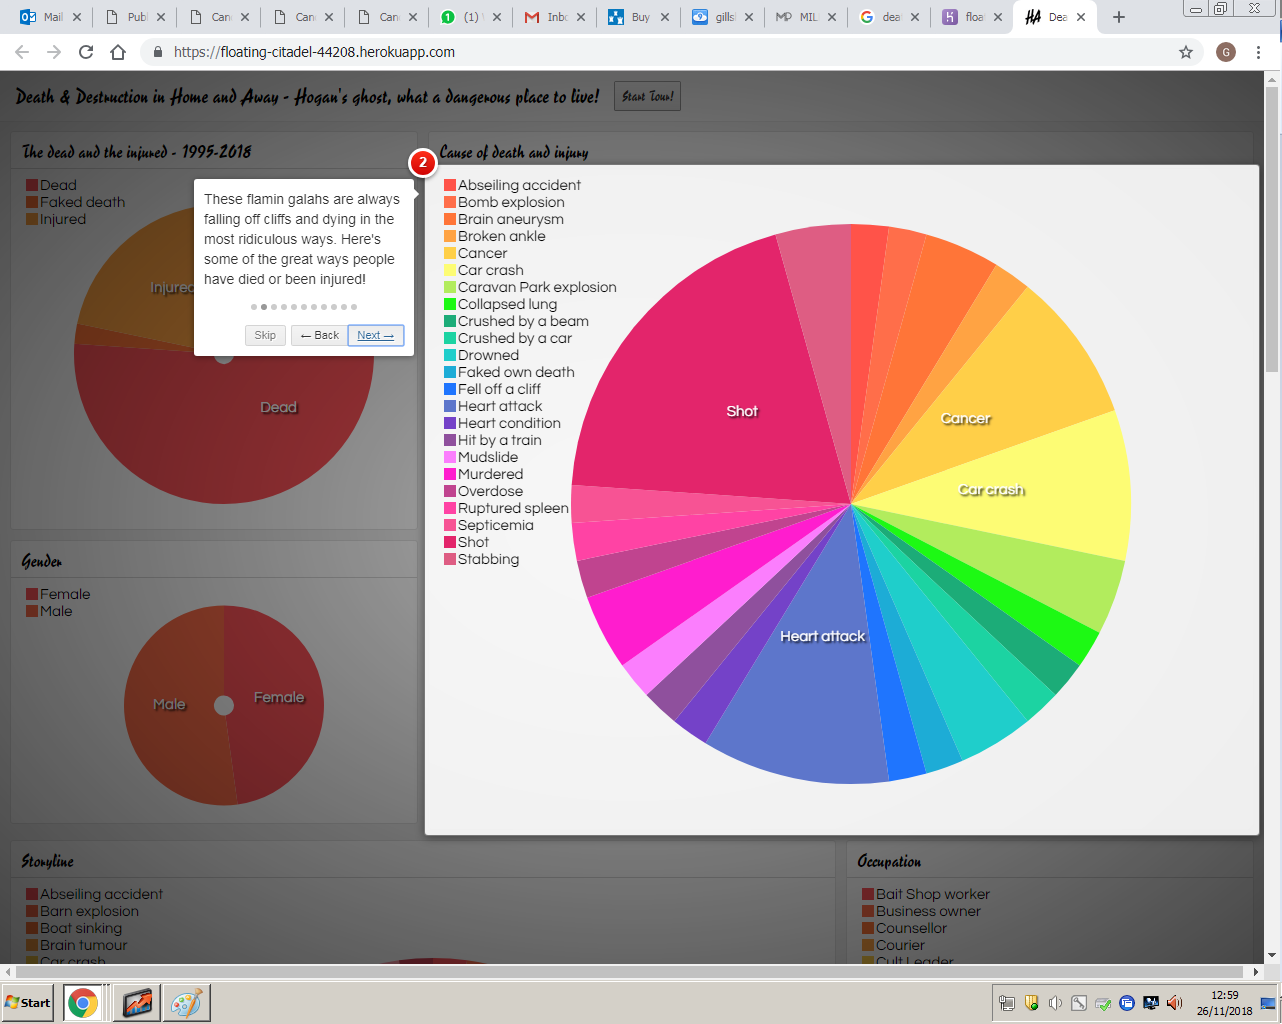 Mail
Publ
Canc
Canc
Canc
(1)
Inbo
Buy
gillsl
MIL
deat
float
Dea
https://floating-citadel-44208.herokuapp.com
G
Death & Destruction in Home and Away - Hogan's ghost, what a dangerous place to live!
Start Tour!
The dead and the injured - 1995-2018
Dead
Faked death
Injured
Injured
Dead
2
These flamin galahs are always
falling off cliffs and dying in the
most ridiculous ways. Here's
some of the great ways people
have died or been injured!
Skip
← Back
Next →
Cause of death and injury
Abseiling accident
Bomb explosion
Brain aneurysm
Broken ankle
Cancer
Car crash
Caravan Park explosion
Collapsed lung
Crushed by a beam
Crushed by a car
Drowned
Faked own death
Fell off a cliff
Heart attack
Heart condition
Hit by a train
Mudslide
Murdered
Overdose
Ruptured spleen
Septicemia
Shot
Stabbing
Shot
Cancer
Car crash
Heart attack
Gender
Female
Male
Male
Female
Storyline
Abseiling accident
Barn explosion
Boat sinking
Brain tumour
Car crash
Occupation
Bait Shop worker
Business owner
Counsellor
Courier
Cult Leader
Start
12:59
26/11/2018